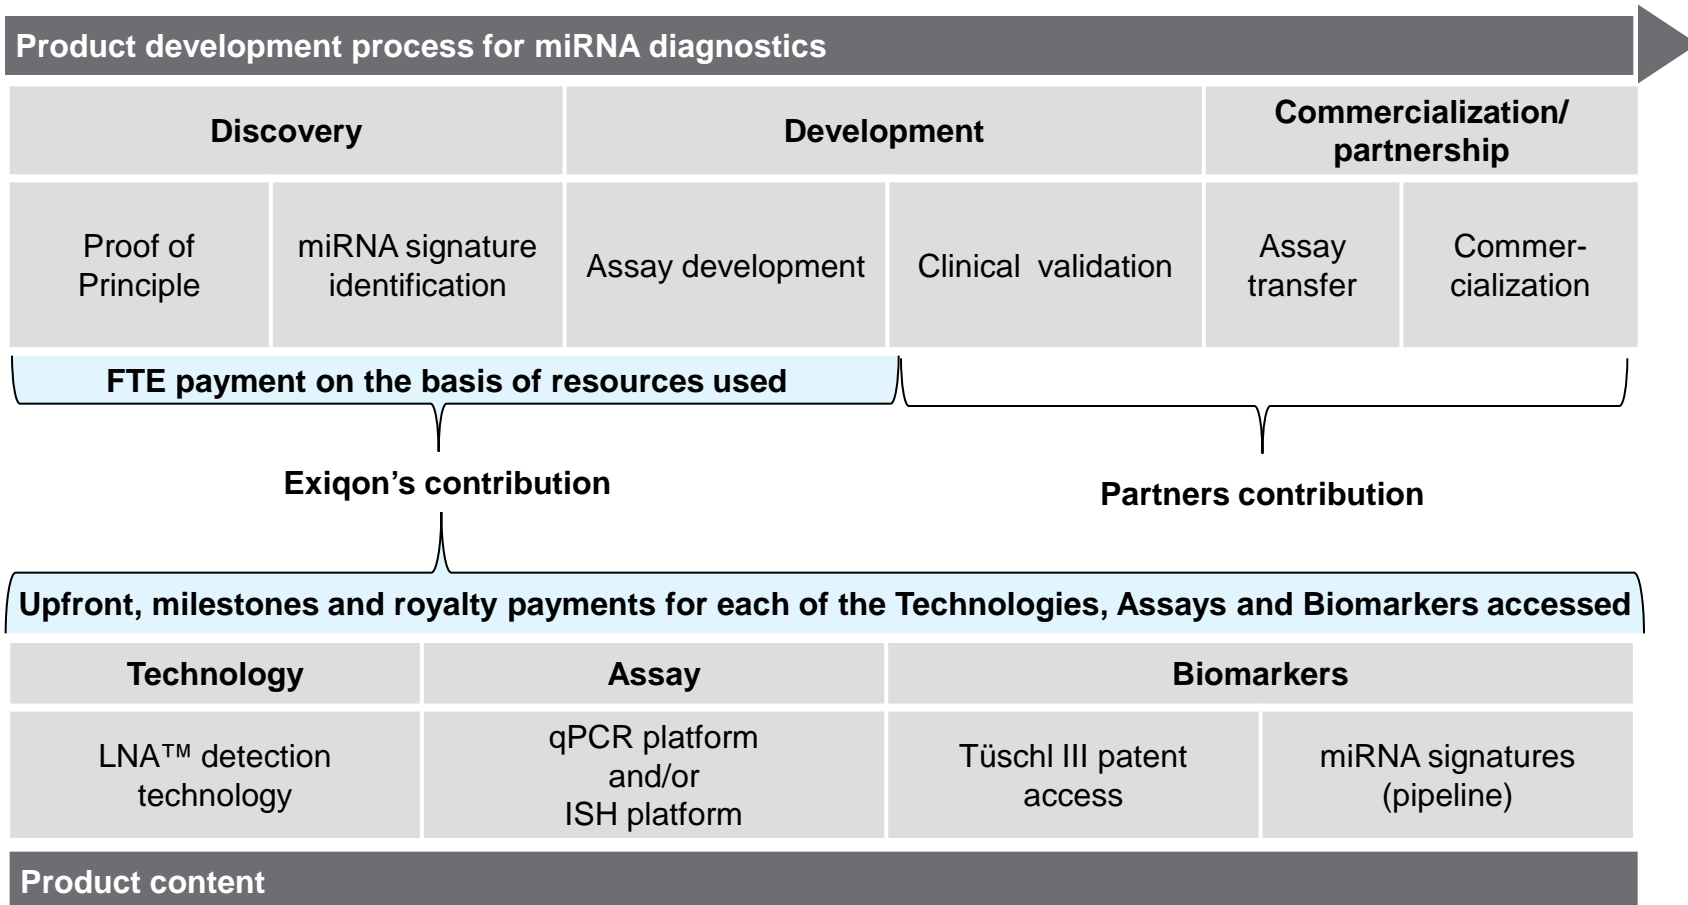 Product development process for miRNA diagnostics
Discovery
Development
Commercialization/
partnership
Proof of
Principle
miRNA signature
identification
Assay development
Clinical validation
Assay
transfer
Commer-
cialization
FTE payment on the basis of resources used
Exiqon's contribution
Partners contribution
Upfront, milestones and royalty payments for each of the Technologies, Assays and Biomarkers accessed
Technology
Assay
Biomarkers
LNA™ detection
technology
qPCR platform
and/or
ISH platform
Tüschl III patent
access
miRNA signatures
(pipeline)
Product content